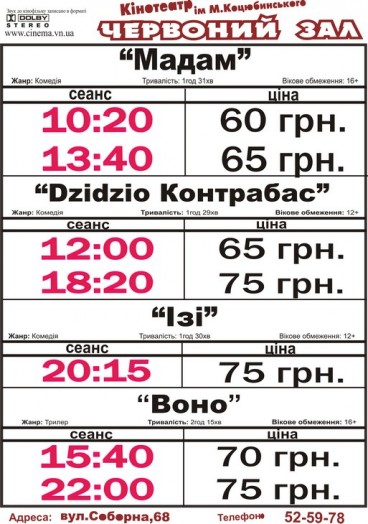 Звук до кінофільму записано в форматі
DOLBY
STEREO
www.cinema.vn.ua
Кінотеатр ім М.Коцюбинського
ЧЕРВОНИЙ ЗАЛ
“Мадам”
Жанр: Комедія Тривалість: 1год 31хв Вікове обмеження: 16+
сеанс ціна
10:20 60 грн.
13:40 65 грн.
“Dzidzio Контрабас”
Жанр: Комедія Тривалість: 1год 29хв Вікове обмеження: 12+
сеанс ціна
12:00 65 грн.
18:20 75 грн.
“Ізі”
Жанр: Комедія Тривалість: 1год 30хв Вікове обмеження: 12+
сеанс ціна
20:15 75 грн.
“Воно”
Жанр: Трилер Тривалість: 2год 15хв Вікове обмеження: 16+
сеанс ціна
15:40 70 грн.
22:00 75 грн.
Адреса: вул.Соборна,68 Телефон 52-59-78